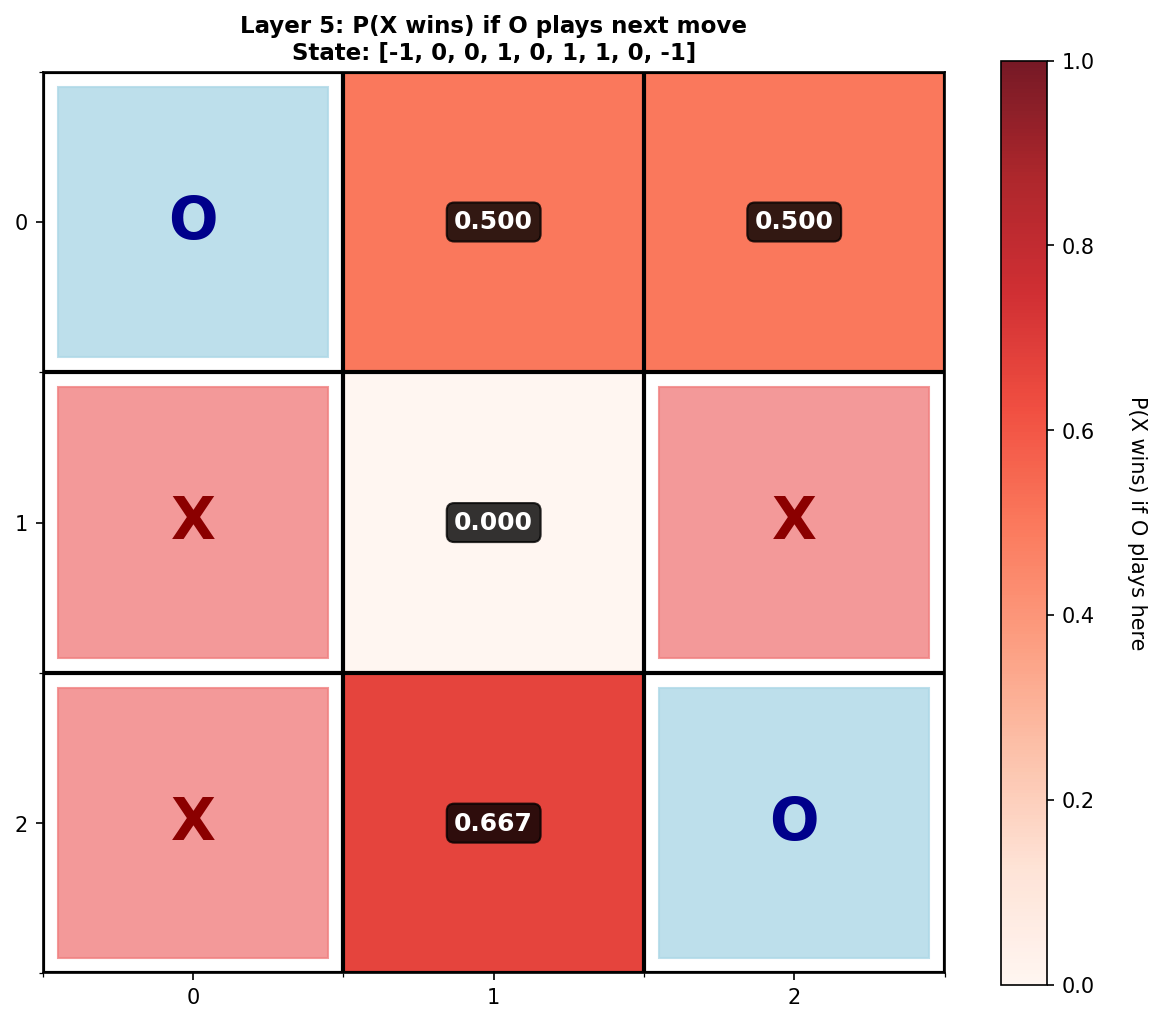 Layer 5: P(X wins) if O plays next move
State: [-1, 0, 0, 1, 0, 1, 1, 0, -1]
0
O
0.500
0.500
1
X
0.000
X
2
X
0.667
O
0
1
2
1.0
0.8
0.6
0.4
0.2
0.0
P(X wins) if O plays here